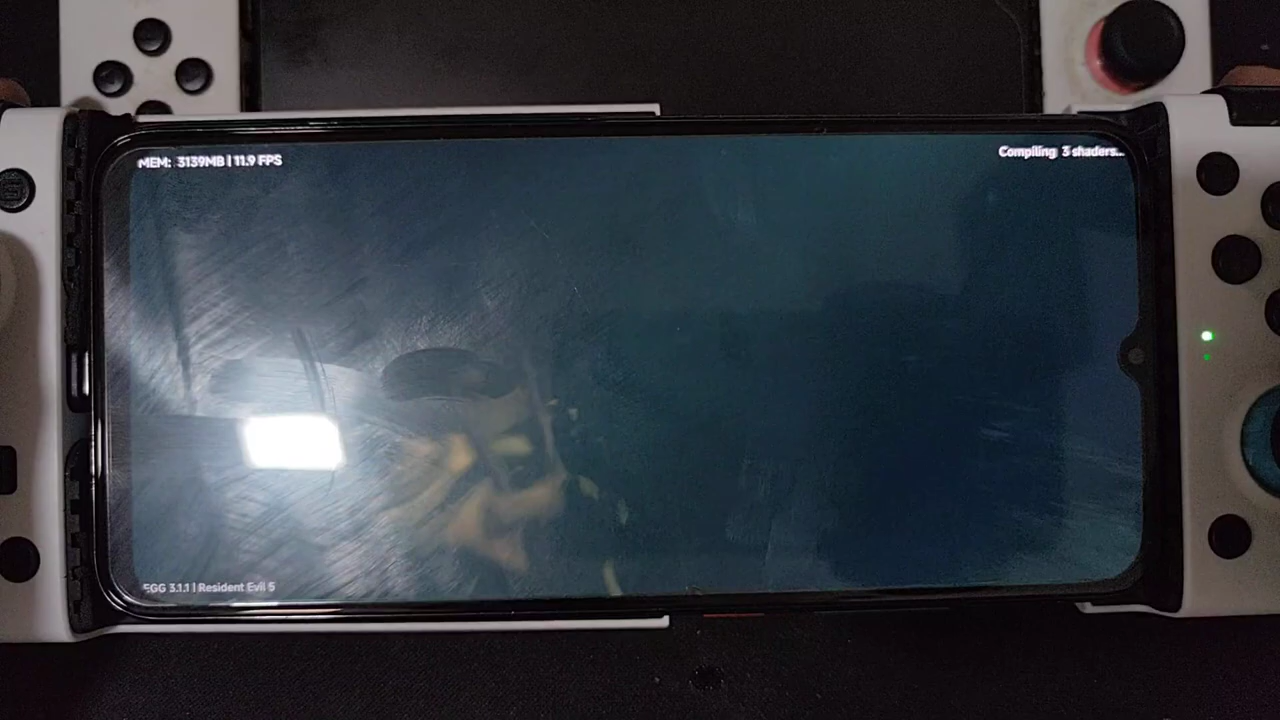 MEM: 3139MB | 11.9 FPS
Compiling 3 shaders...
EGG 3.1.1 | Resident Evil 5